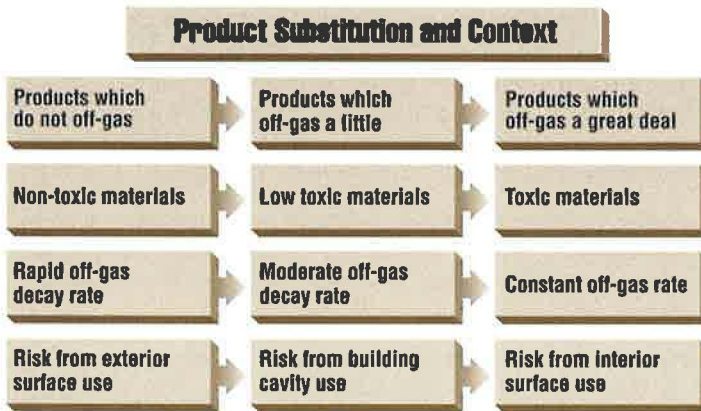 Product Substitution and Context
Products which
do not off-gas
Products which
off-gas a little
Products which
off-gas a great deal
Non-toxic materials
Low toxic materials
Toxic materials
Rapid off-gas
decay rate
Moderate off-gas
decay rate
Constant off-gas rate
Risk from exterior
surface use
Risk from building
cavity use
Risk from interior
surface use